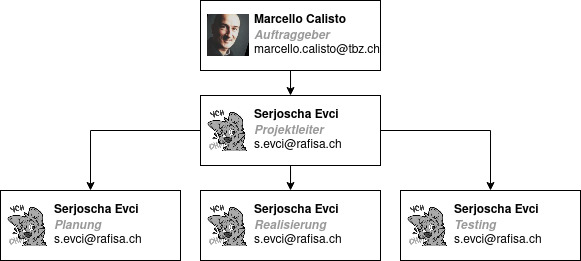 Marcello Calisto
Auftraggeber
marcello.calisto@tbz.ch
YCH
Serjoscha Evci
Projektleiter
s.evci@rafisa.ch
YCH
Serjoscha Evci
Planung
s.evci@rafisa.ch
YCH
Serjoscha Evci
Realisierung
s.evci@rafisa.ch
YCH
Serjoscha Evci
Testing
s.evci@rafisa.ch